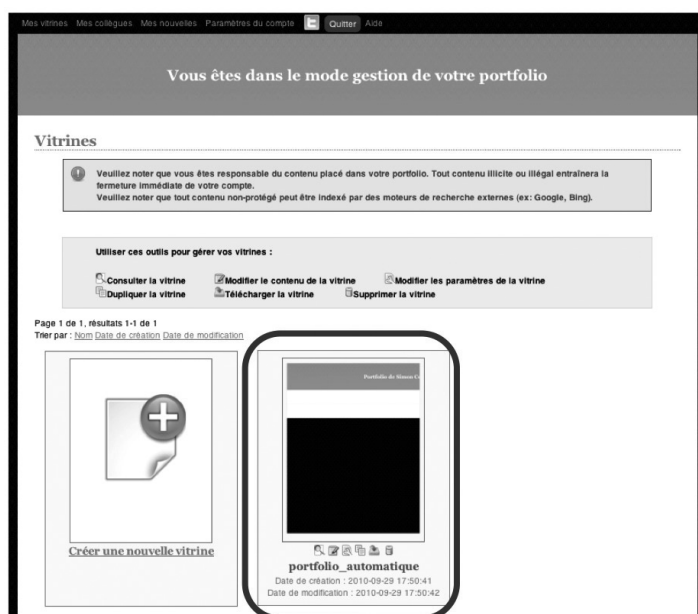 Mes vitrines Mes collègues Mes nouvelles Paramètres du compte Quitter Aide
Vous êtes dans le mode gestion de votre portfolio
Vitrines
Veuillez noter que vous êtes responsable du contenu placé dans votre portfolio. Tout contenu illicite ou illégal entraînera la
fermeture immédiate de votre compte.
Veuillez noter que tout contenu non-protégé peut être indexé par des moteurs de recherche externes (ex: Google, Bing).
Utiliser ces outils pour gérer vos vitrines :
Consulter la vitrine Modifier le contenu de la vitrine Modifier les paramètres de la vitrine
Dupliquer la vitrine Télécharger la vitrine Supprimer la vitrine
Page 1 de 1, résultats 1-1 de 1
Trier par : Nom Date de création Date de modification
Portfolio de Simon
Créer une nouvelle vitrine
portfolio_automatique
Date de création : 2010-09-29 17:50:41
Date de modification : 2010-09-29 17:50:42